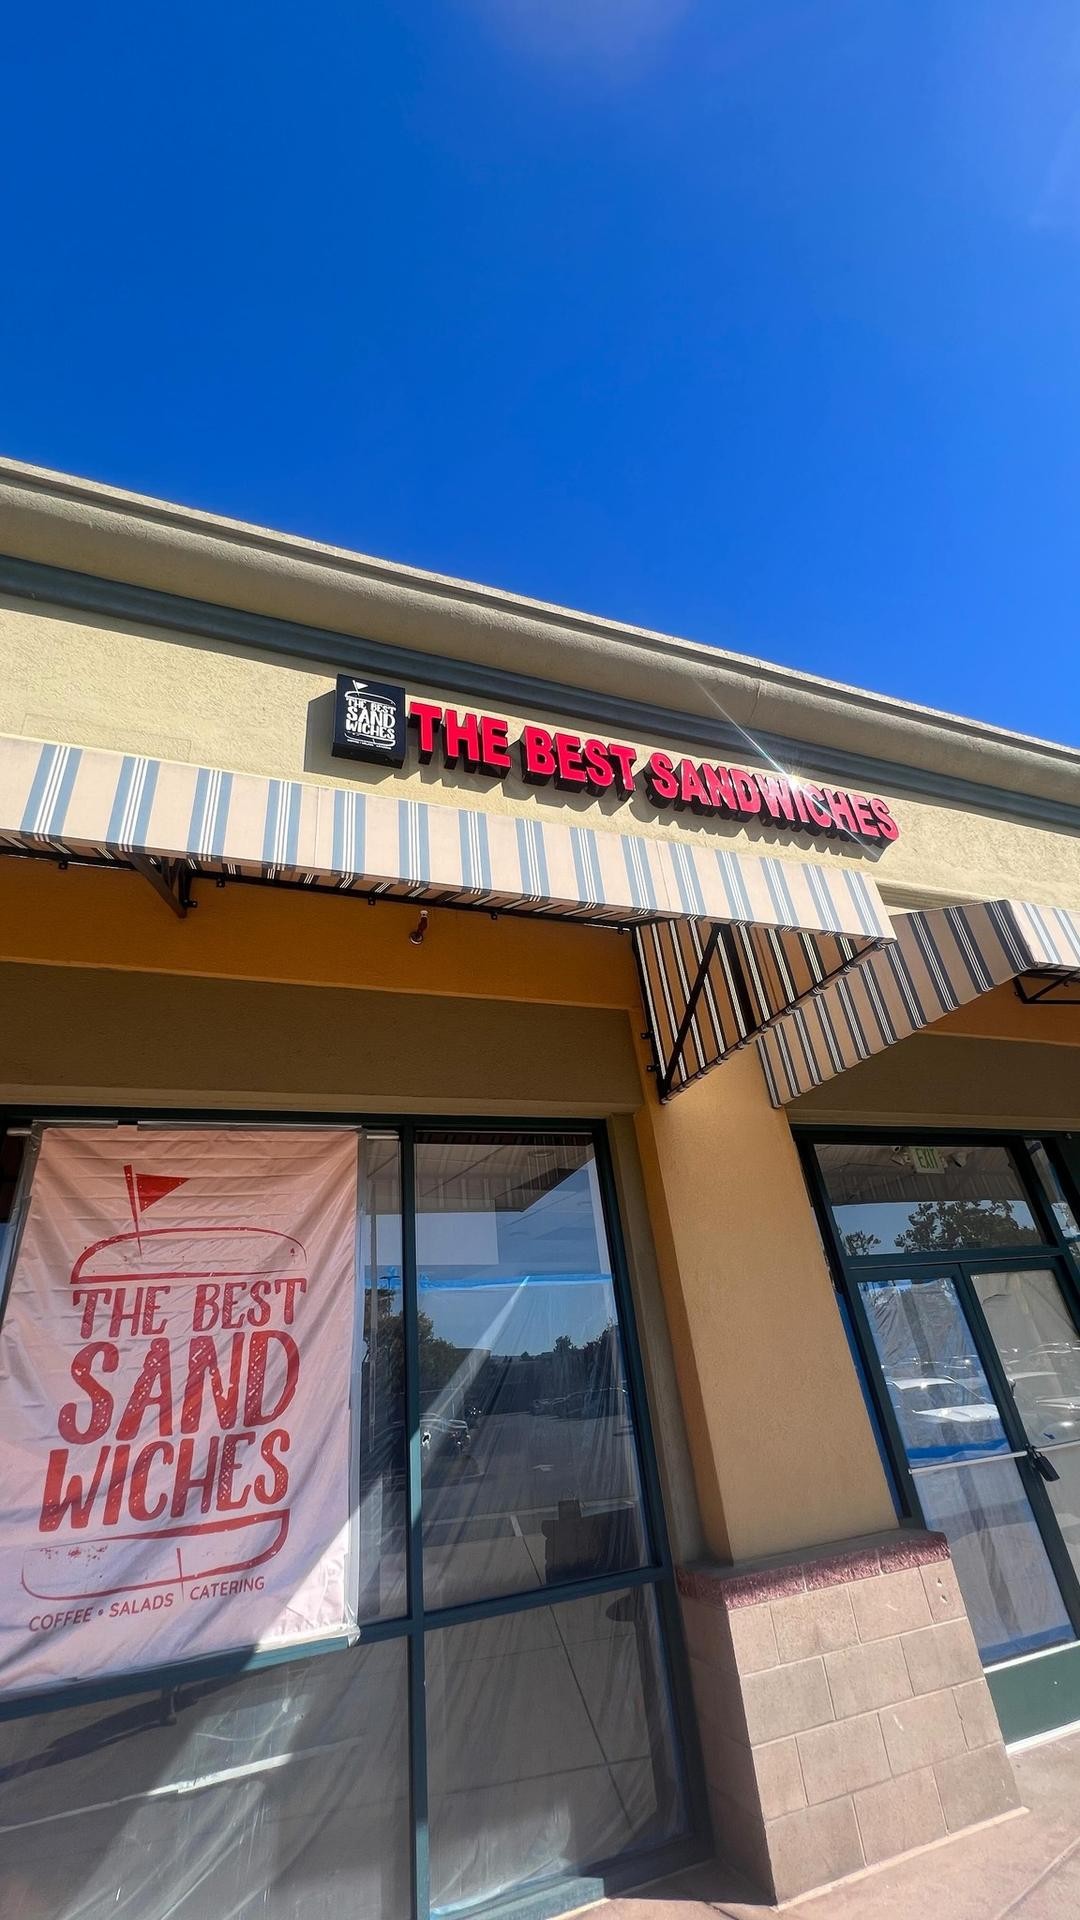 THE BEST
SAND
WICHES
THE BEST SANDWICHES
EXIT
THE BEST
SAND
WICHES
COFFEE • SALADS CATERING